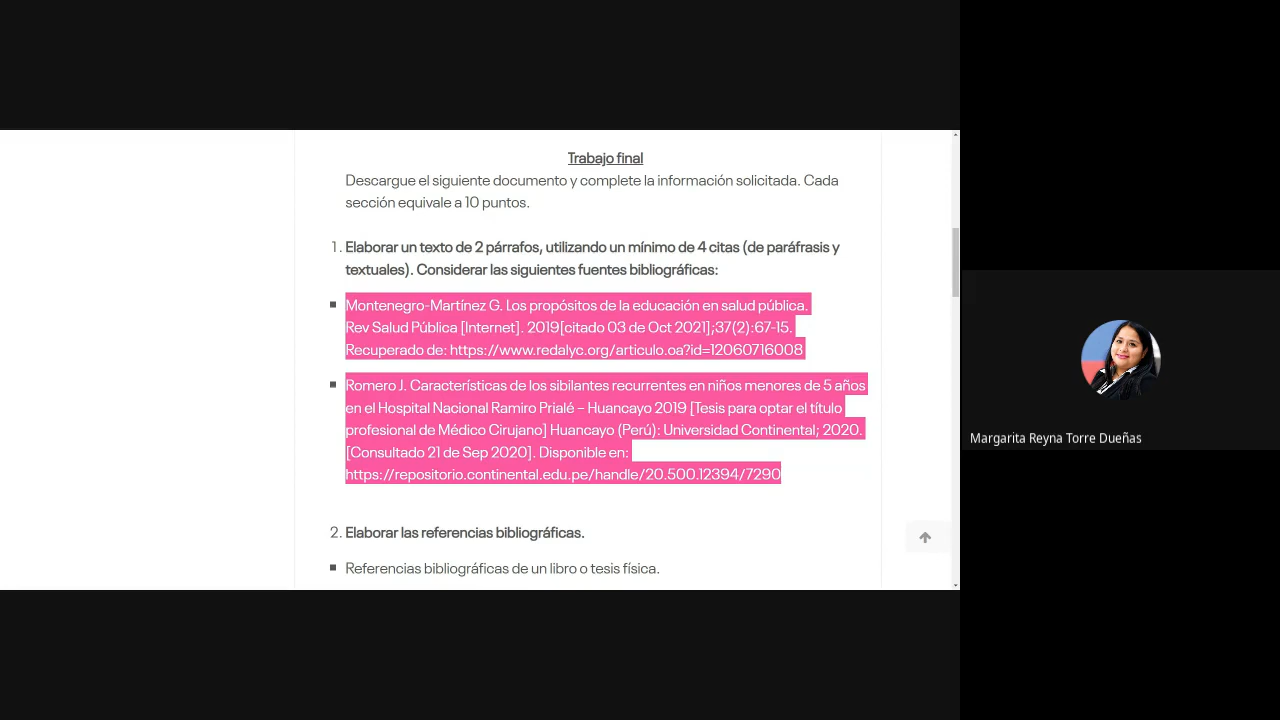 Trabajo final
Descargue el siguiente documento y complete la información solicitada. Cada
sección equivale a 10 puntos.
1. Elaborar un texto de 2 párrafos, utilizando un mínimo de 4 citas (de paráfrasis y
textuales). Considerar las siguientes fuentes bibliográficas:
Montenegro-Martínez G. Los propósitos de la educación en salud pública.
Rev Salud Pública [Internet]. 2019[citado 03 de Oct 2021];37(2):67-15.
Recuperado de: https://www.redalyc.org/articulo.oa?id=12060716008
Romero J. Características de los sibilantes recurrentes en niños menores de 5 años
en el Hospital Nacional Ramiro Prialé – Huancayo 2019 [Tesis para optar el título
profesional de Médico Cirujano] Huancayo (Perú): Universidad Continental; 2020.
[Consultado 21 de Sep 2020]. Disponible en:
https://repositorio.continental.edu.pe/handle/20.500.12394/7290
2. Elaborar las referencias bibliográficas.
Referencias bibliográficas de un libro o tesis física.
Margarita Reyna Torre Dueñas